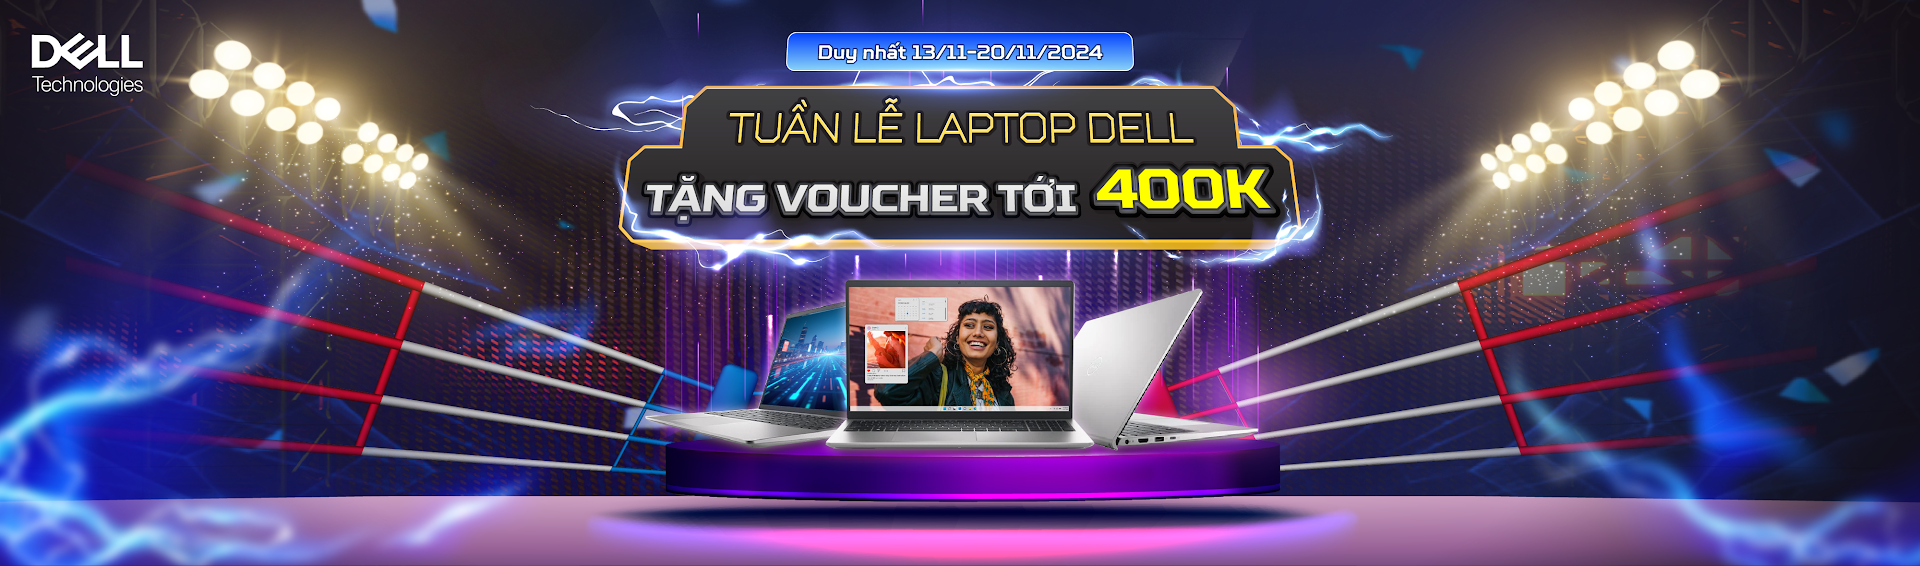 DELL
Technologies
Duy nhất 13/11-20/11/2024
TUẦN LỄ LAPTOP DELL
TẶNG VOUCHER TỚI 400K